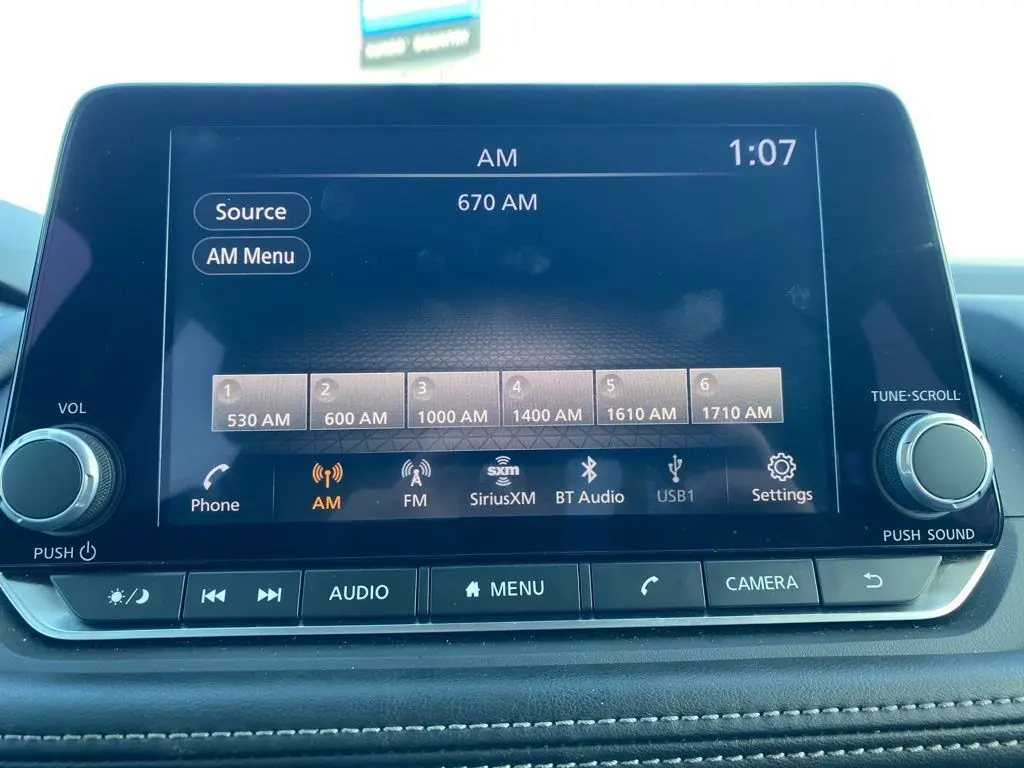 AM
1:07
670 AM
Source
AM Menu
1
530 AM
2
600 AM
3
1000 AM
4
1400 AM
5
1610 AM
6
1710 AM
VOL
TUNE·SCROLL
Phone
AM
FM
sxm
SiriusXM
BT Audio
USB1
Settings
PUSH
PUSH SOUND
AUDIO
MENU
CAMERA